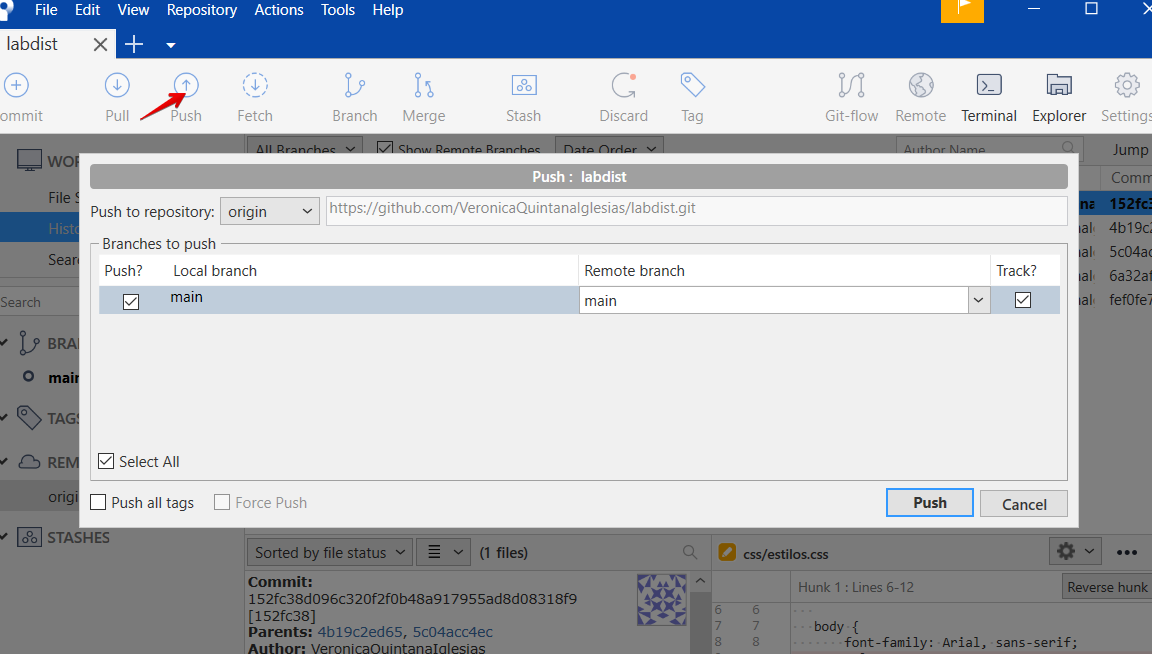 File Edit View Repository Actions Tools Help
labdist
ommit Pull Push Fetch Branch Merge Stash Discard Tag Git-flow Remote Terminal Explorer Settings
All Branches Show Remote Branches Date Order Author Name Jump
WOR
Push : labdist
Comm
File S
Push to repository: origin https://github.com/VeronicaQuintanaIglesias/labdist.git
na 152fc3
Histo
4b19c2
Branches to push
Sear
Push? Local branch Remote branch Track?
5c04ac
6a32af
main main
fef0fe7
Search
BRA
main
TAGS
Select All
REM
origi
Push all tags Force Push Push Cancel
STASHES
Sorted by file status (1 files) css/estilos.css
Commit:
152fc38d096c320f2f0b48a917955ad8d08318f9
[152fc38]
Parents: 4b19c2ed65, 5c04acc4ec
Author: VeronicaQuintanaIglesias
Hunk 1 : Lines 6-12 Reverse hunk
6 6 ···
7 7 ···body·{
8 8 ·······font-family:·Arial,·sans-serif;